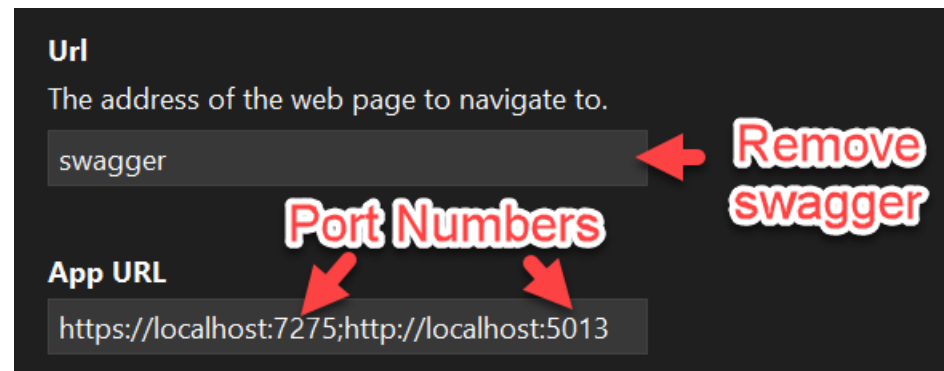 Url
The address of the web page to navigate to.
swagger
Remove
swagger
Port Numbers
App URL
https://localhost:7275;http://localhost:5013